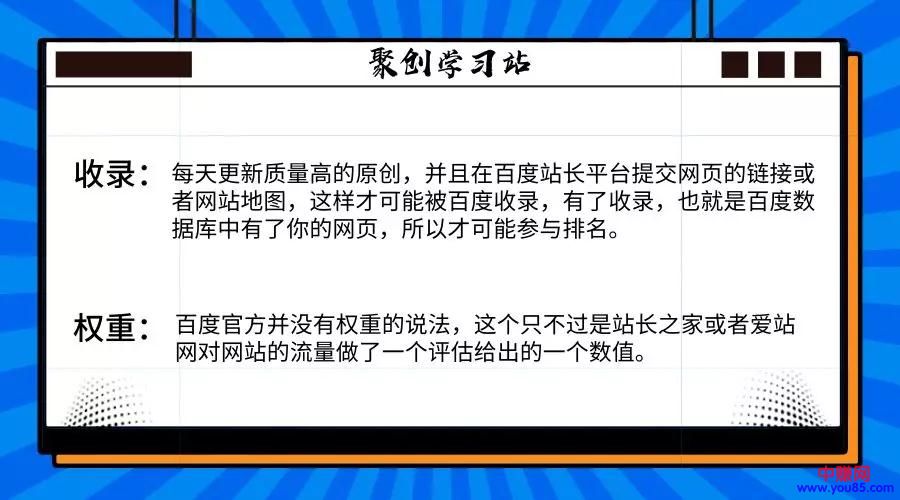 聚创学习站
收录：
每天更新质量高的原创，并且在百度站长平台提交网页的链接或
者网站地图，这样才可能被百度收录，有了收录，也就是百度数
据库中有了你的网页，所以才可能参与排名。
权重：
百度官方并没有权重的说法，这个只不过是站长之家或者爱站
网对网站的流量做了一个评估给出的一个数值。
中赚网
www.you85.com